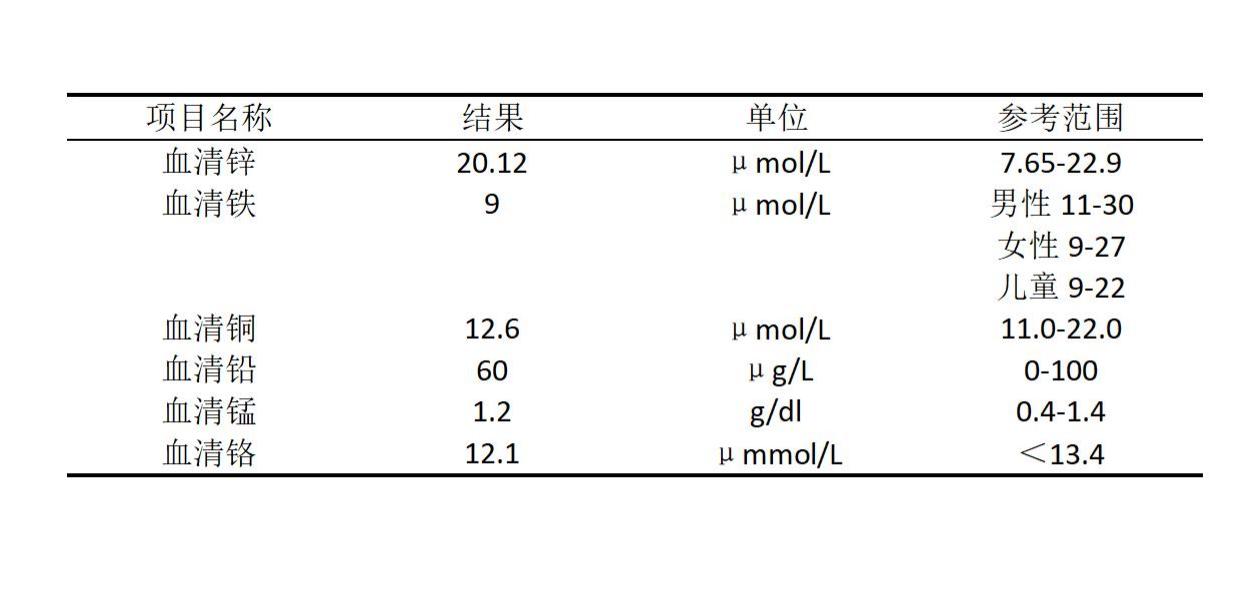 项目名称 结果 单位 参考范围
血清锌 20.12 μ mol/L 7.65-22.9
血清铁 9 μ mol/L 男性 11-30
女性 9-27
儿童 9-22
血清铜 12.6 μ mol/L 11.0-22.0
血清铅 60 μ g/L 0-100
血清锰 1.2 g/dl 0.4-1.4
血清铬 12.1 μ mmol/L ＜13.4